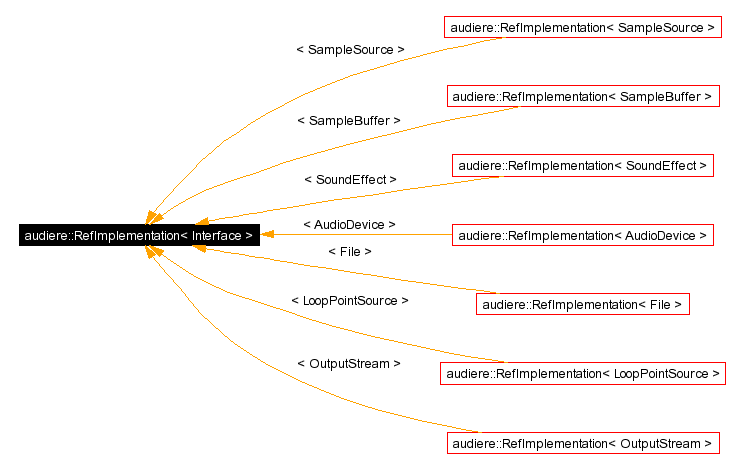 audiere::RefImplementation< SampleSource >
< SampleSource >
audiere::RefImplementation< SampleBuffer >
< SampleBuffer >
audiere::RefImplementation< SoundEffect >
< SoundEffect >
< AudioDevice >
audiere::RefImplementation< Interface >
audiere::RefImplementation< AudioDevice >
< File >
< LoopPointSource >
audiere::RefImplementation< File >
< OutputStream >
audiere::RefImplementation< LoopPointSource >
audiere::RefImplementation< OutputStream >